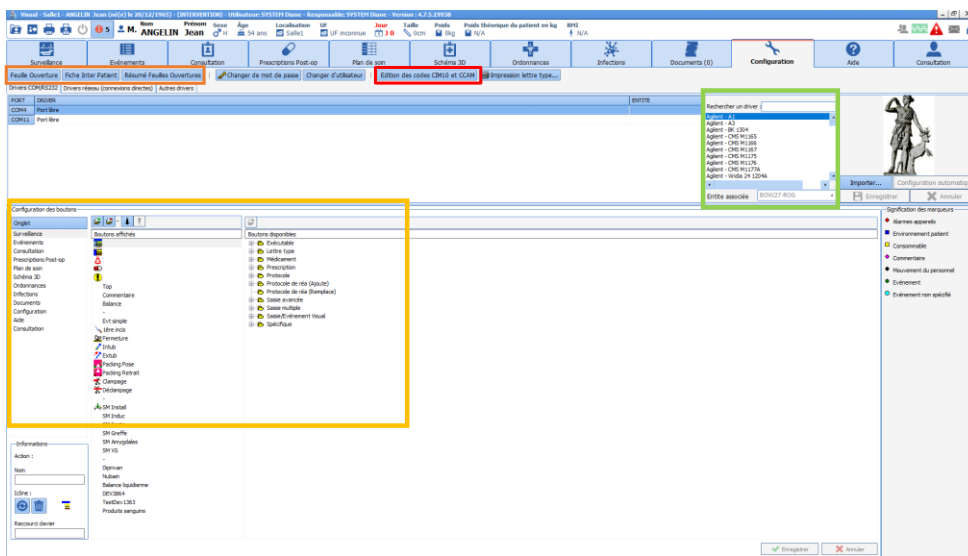 Visual - Salle1 - ANGELIN Jean (né(e) le 20/12/1965) - (INTERVENTION) - Utilisateur: SYSTEM Diane - Responsable: SYSTEM Diane - Version : 4.7.5.19938
Nom Prénom Sexe Âge Localisation UF Jour Taille Poids Poids théorique du patient en kg BMI
5 M. ANGELIN Jean H 54 ans Salle1 UF inconnue J 0 0cm 0kg N/A N/A
Surveillance Evénements Consultation Prescriptions Post-op Plan de soin Schéma 3D Ordonnances Infections Documents (0) Configuration Aide Consultation
Feuille Ouverture Fiche Inter Patient Résumé Feuilles Ouvertures Changer de mot de passe Changer d'utilisateur Edition des codes CIM10 et CCAM Impression lettre type...
Drivers COM/RS232 Drivers réseau (connexions directes) Autres drivers
PORT DRIVER ENTITE
COM4 Port libre
COM11 Port libre
Rechercher un driver :
Agilent - A1
Agilent - A3
Agilent - BK 1304
Agilent - CMS M1165
Agilent - CMS M1166
Agilent - CMS M1167
Agilent - CMS M1175
Agilent - CMS M1176
Agilent - CMS M1177A
Agilent - Viridia 24 1204A
Entite associée BOW27-ROG
Importer... Configuration automatiq
Enregistrer Annuler
Configuration des boutons
Onglet
Surveillance
Evénements
Consultation
Prescriptions Post-op
Plan de soin
Schéma 3D
Ordonnances
Infections
Documents
Configuration
Aide
Consultation
Boutons affichés
Top
Commentaire
Balance
-
Evt simple
1ère incis
Fermeture
Intub
Extub
Packing Pose
Packing Retrait
Clampage
Déclampage
-
SM Install
SM Induc
SM Greffe
SM Amygdales
SM VG
-
Diprivan
Nubain
Balance liquidienne
DEV3864
TestDev1363
Produits sanguins
Boutons disponibles
Exécutable
Lettre type
Médicament
Prescription
Protocole
Protocole de réa (Ajoute)
Protocole de réa (Remplace)
Saisie avancée
Saisie multiple
Saisie/Evénement Visual
Spécifique
Signification des marqueurs
Alarmes appareils
Environnement patient
Consommable
Commentaire
Mouvement du personnel
Evénement
Evénement non spécifié
Informations
Action :
Nom
Icône :
Raccourci clavier
Enregistrer Annuler